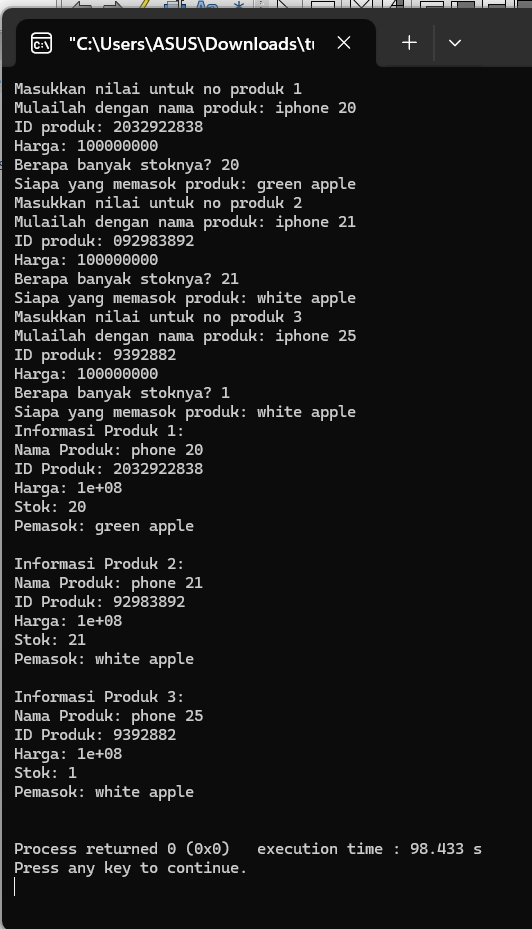 "C:\Users\ASUS\Downloads\tu
Masukkan nilai untuk no produk 1
Mulailah dengan nama produk: iphone 20
ID produk: 2032922838
Harga: 100000000
Berapa banyak stoknya? 20
Siapa yang memasok produk: green apple
Masukkan nilai untuk no produk 2
Mulailah dengan nama produk: iphone 21
ID produk: 092983892
Harga: 100000000
Berapa banyak stoknya? 21
Siapa yang memasok produk: white apple
Masukkan nilai untuk no produk 3
Mulailah dengan nama produk: iphone 25
ID produk: 9392882
Harga: 100000000
Berapa banyak stoknya? 1
Siapa yang memasok produk: white apple
Informasi Produk 1:
Nama Produk: phone 20
ID Produk: 2032922838
Harga: 1e+08
Stok: 20
Pemasok: green apple
Informasi Produk 2:
Nama Produk: phone 21
ID Produk: 92983892
Harga: 1e+08
Stok: 21
Pemasok: white apple
Informasi Produk 3:
Nama Produk: phone 25
ID Produk: 9392882
Harga: 1e+08
Stok: 1
Pemasok: white apple
Process returned 0 (0x0)   execution time : 98.433 s
Press any key to continue.